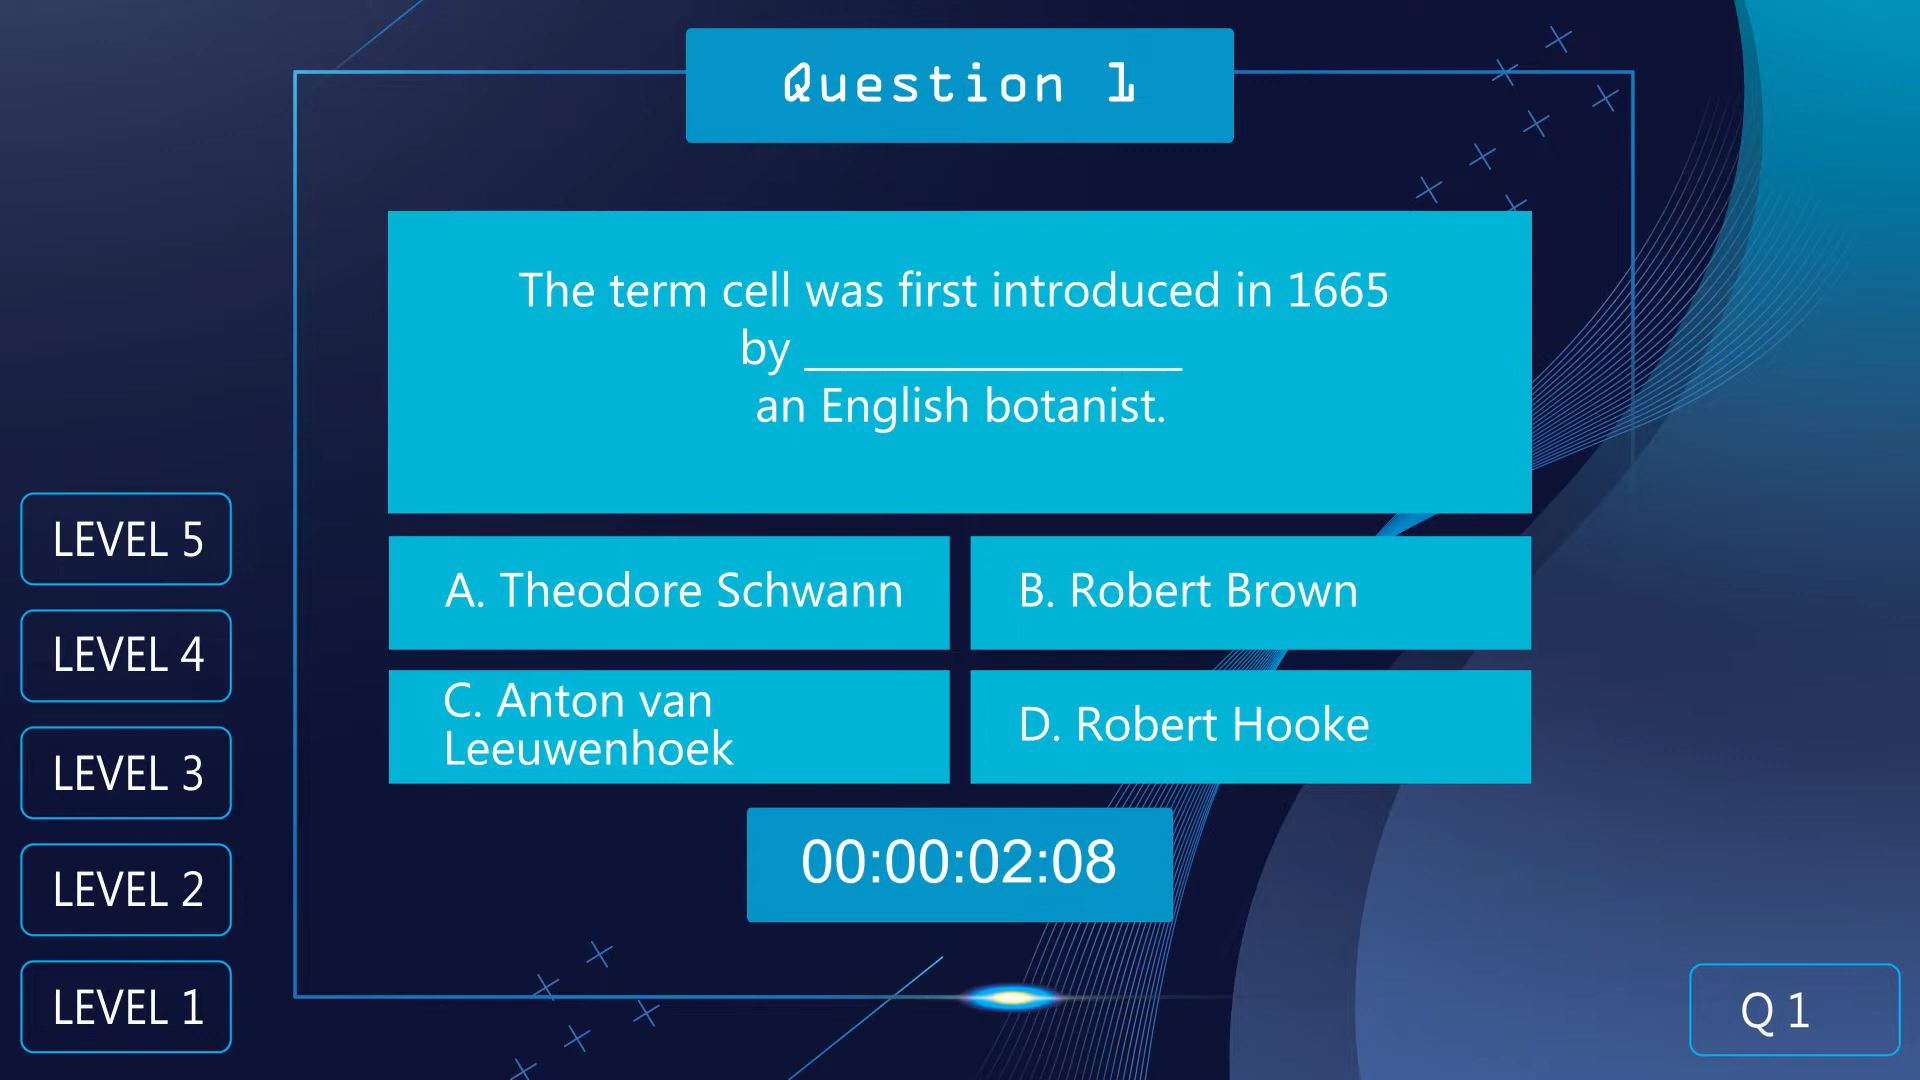 Question 1
The term cell was first introduced in 1665
by __________________
an English botanist.
A. Theodore Schwann
B. Robert Brown
C. Anton van
Leeuwenhoek
D. Robert Hooke
00:00:02:08
LEVEL 5
LEVEL 4
LEVEL 3
LEVEL 2
LEVEL 1
Q 1